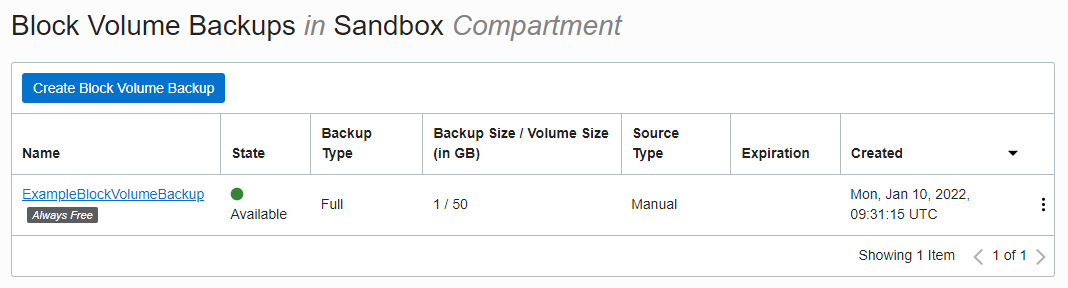 Block Volume Backups in Sandbox Compartment
Create Block Volume Backup
Name State Backup Type Backup Size / Volume Size (in GB) Source Type Expiration Created
ExampleBlockVolumeBackup Available Full 1 / 50 Manual Mon, Jan 10, 2022, 09:31:15 UTC
Always Free
Showing 1 Item 1 of 1